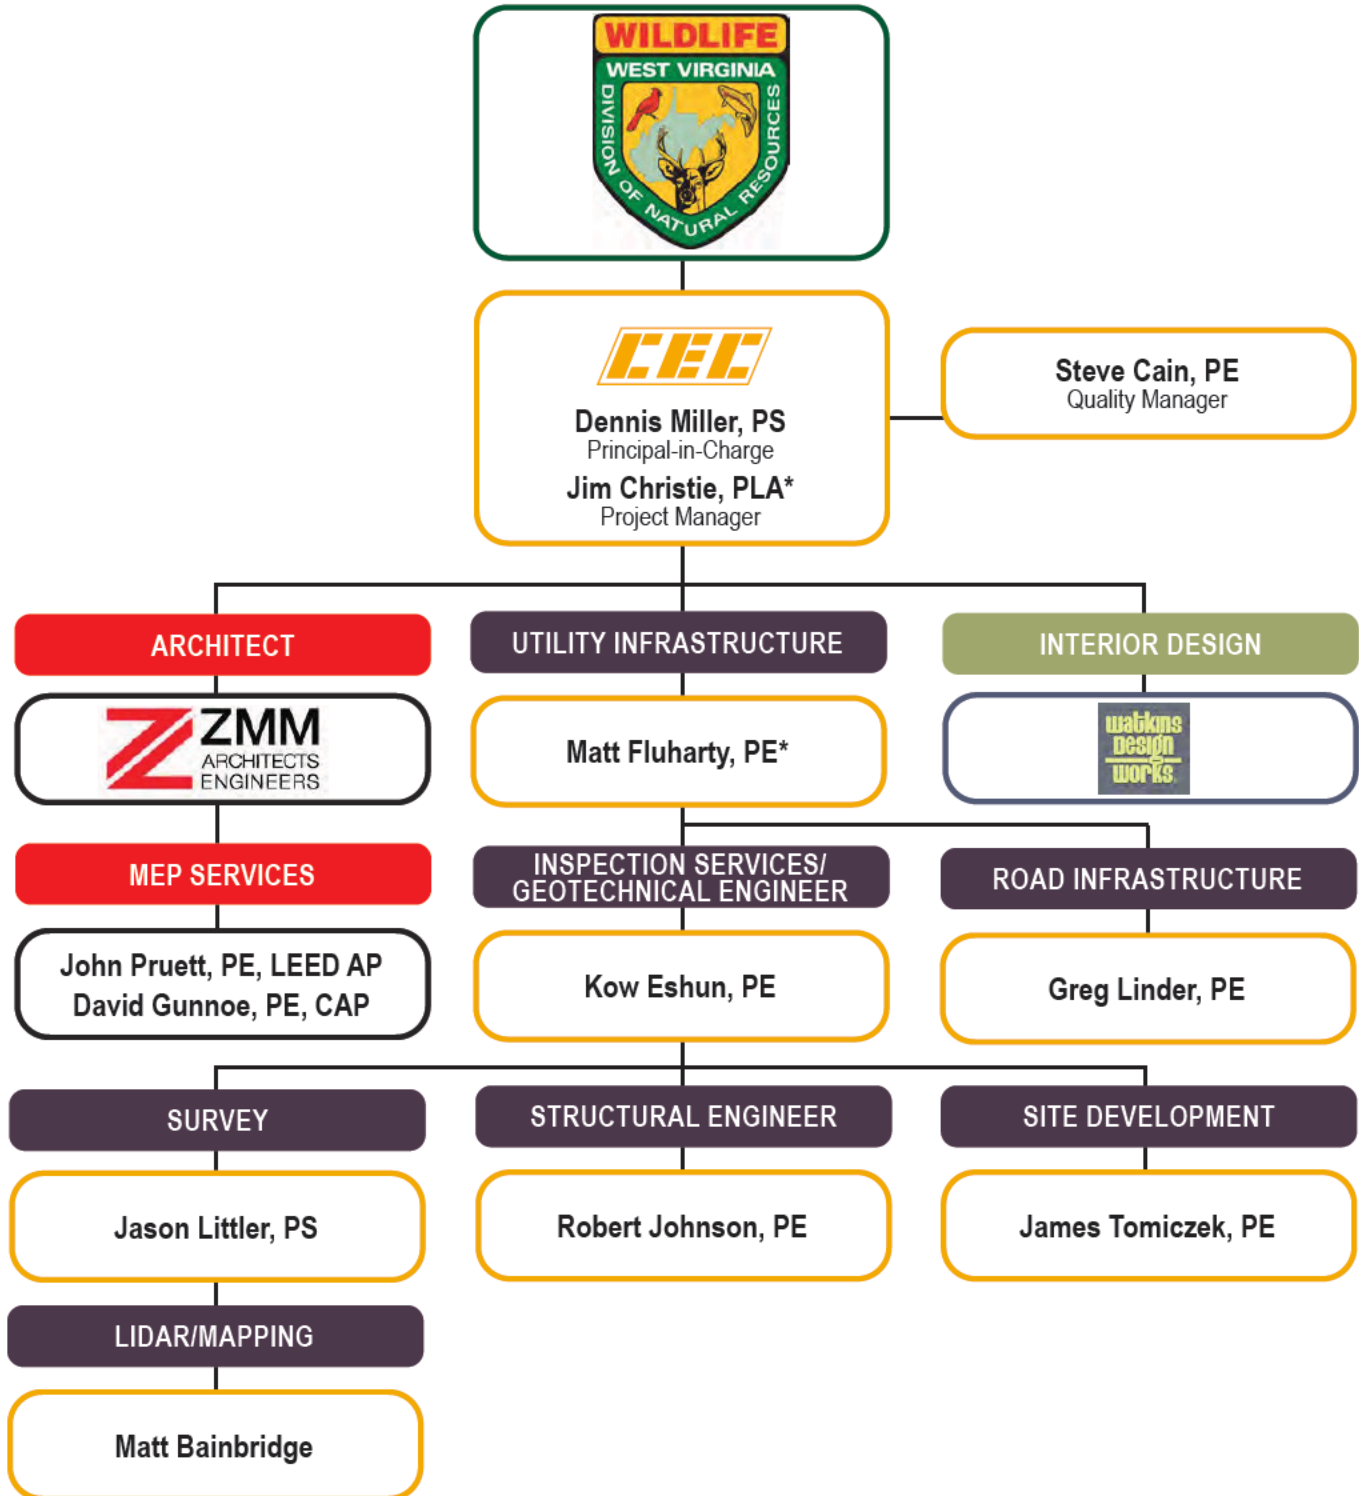 WILDLIFE
WEST VIRGINIA
DIVISION OF NATURAL RESOURCES
CEC
Dennis Miller, PS
Principal-in-Charge
Jim Christie, PLA*
Project Manager
Steve Cain, PE
Quality Manager
ARCHITECT
UTILITY INFRASTRUCTURE
INTERIOR DESIGN
ZMM
ARCHITECTS
ENGINEERS
Matt Fluharty, PE*
watkins
Design
works.
MEP SERVICES
INSPECTION SERVICES/
GEOTECHNICAL ENGINEER
ROAD INFRASTRUCTURE
John Pruett, PE, LEED AP
David Gunnoe, PE, CAP
Kow Eshun, PE
Greg Linder, PE
SURVEY
STRUCTURAL ENGINEER
SITE DEVELOPMENT
Jason Littler, PS
Robert Johnson, PE
James Tomiczek, PE
LIDAR/MAPPING
Matt Bainbridge